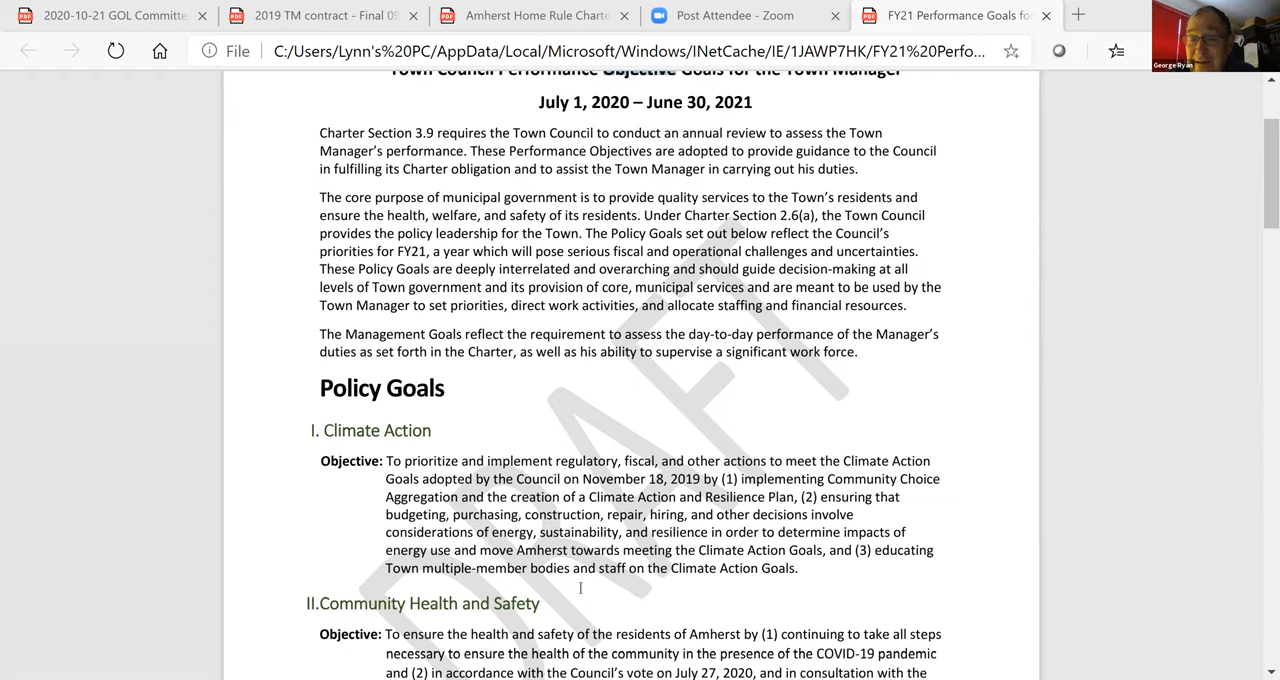 2020-10-21 GOL Committe
2019 TM contract - Final 09
Amherst Home Rule Charte
Post Attendee - Zoom
FY21 Performance Goals fo
File
C:/Users/Lynn's%20PC/AppData/Local/Microsoft/Windows/INetCache/IE/1JAWP7HK/FY21%20Perfo...
George Ryan
Town Council Performance Objective Goals for the Town Manager
July 1, 2020 – June 30, 2021
Charter Section 3.9 requires the Town Council to conduct an annual review to assess the Town
Manager's performance. These Performance Objectives are adopted to provide guidance to the Council
in fulfilling its Charter obligation and to assist the Town Manager in carrying out his duties.
The core purpose of municipal government is to provide quality services to the Town's residents and
ensure the health, welfare, and safety of its residents. Under Charter Section 2.6(a), the Town Council
provides the policy leadership for the Town. The Policy Goals set out below reflect the Council's
priorities for FY21, a year which will pose serious fiscal and operational challenges and uncertainties.
These Policy Goals are deeply interrelated and overarching and should guide decision-making at all
levels of Town government and its provision of core, municipal services and are meant to be used by the
Town Manager to set priorities, direct work activities, and allocate staffing and financial resources.
The Management Goals reflect the requirement to assess the day-to-day performance of the Manager's
duties as set forth in the Charter, as well as his ability to supervise a significant work force.
Policy Goals
I. Climate Action
Objective: To prioritize and implement regulatory, fiscal, and other actions to meet the Climate Action
Goals adopted by the Council on November 18, 2019 by (1) implementing Community Choice
Aggregation and the creation of a Climate Action and Resilience Plan, (2) ensuring that
budgeting, purchasing, construction, repair, hiring, and other decisions involve
considerations of energy, sustainability, and resilience in order to determine impacts of
energy use and move Amherst towards meeting the Climate Action Goals, and (3) educating
Town multiple-member bodies and staff on the Climate Action Goals.
II.Community Health and Safety
Objective: To ensure the health and safety of the residents of Amherst by (1) continuing to take all steps
necessary to ensure the health of the community in the presence of the COVID-19 pandemic
and (2) in accordance with the Council's vote on July 27, 2020, and in consultation with the
DRAFT